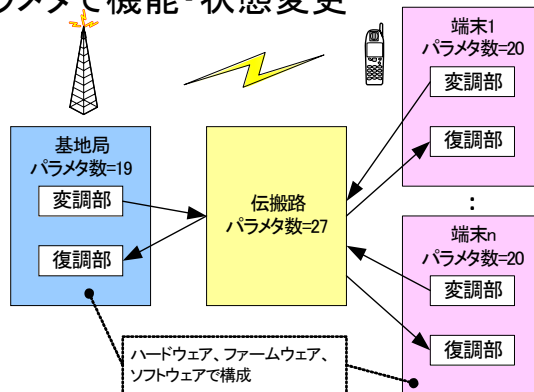 ラメタで機能・状態変更
端末1
パラメタ数=20
変調部
復調部
基地局
パラメタ数=19
変調部
復調部
伝搬路
パラメタ数=27
:
端末n
パラメタ数=20
変調部
復調部
ハードウェア、ファームウェア、
ソフトウェアで構成